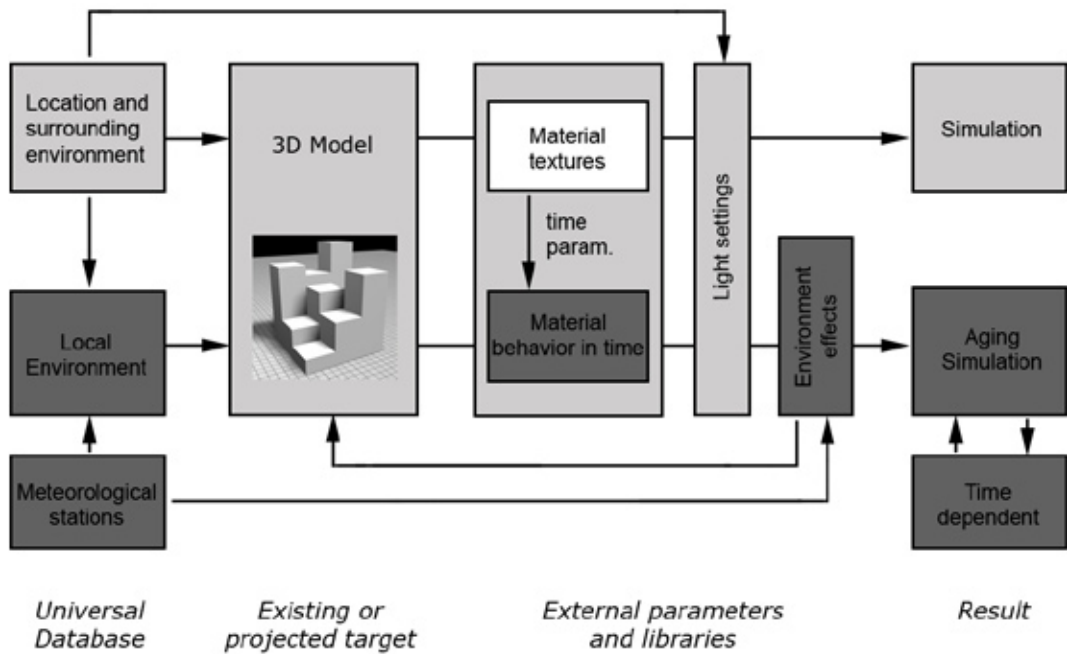 Location and
surrounding
environment
3D Model
Material
textures
time
param.
Material
behavior in time
Light settings
Environment
effects
Simulation
Local
Environment
Aging
Simulation
Meteorological
stations
Time
dependent
Universal
Database
Existing or
projected target
External parameters
and libraries
Result